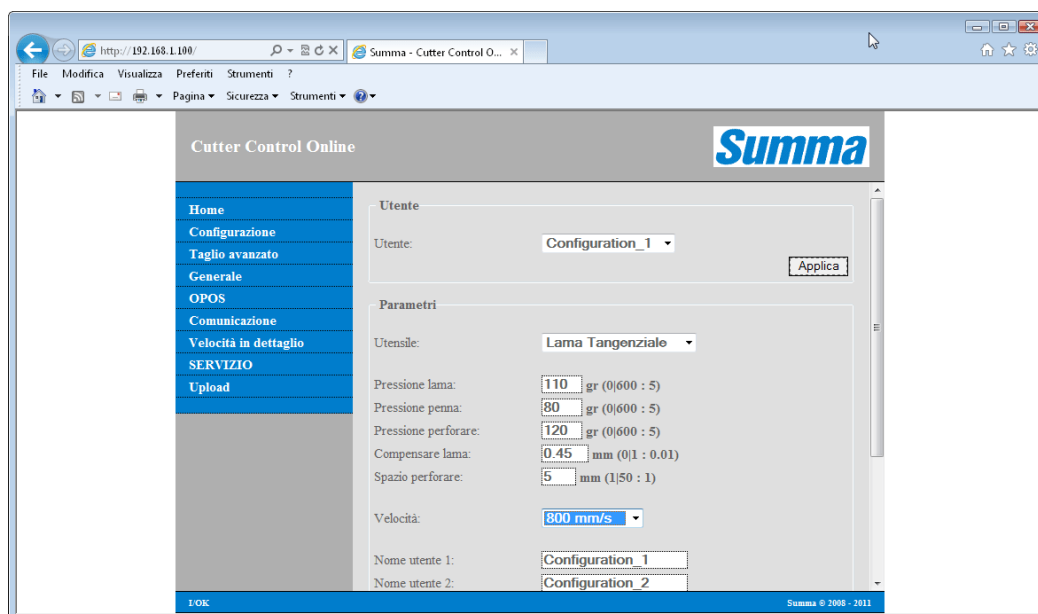 http://192.168.1.100/
Summa - Cutter Control O...
File Modifica Visualizza Preferiti Strumenti ?
Pagina Sicurezza Strumenti
Cutter Control Online
Summa
Home
Configurazione
Taglio avanzato
Generale
OPOS
Comunicazione
Velocità in dettaglio
SERVIZIO
Upload
Utente
Utente: Configuration_1
Applica
Parametri
Utensile: Lama Tangenziale
Pressione lama: 110 gr (0|600 : 5)
Pressione penna: 80 gr (0|600 : 5)
Pressione perforare: 120 gr (0|600 : 5)
Compensare lama: 0.45 mm (0|1 : 0.01)
Spazio perforare: 5 mm (1|50 : 1)
Velocità: 800 mm/s
Nome utente 1: Configuration_1
Nome utente 2: Configuration_2
I/OK
Summa © 2008 - 2011